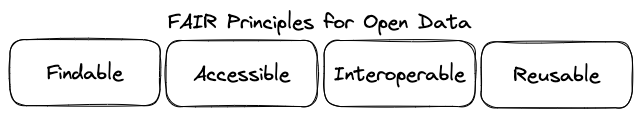 FAIR Principles for Open Data
Findable Accessible Interoperable Reusable